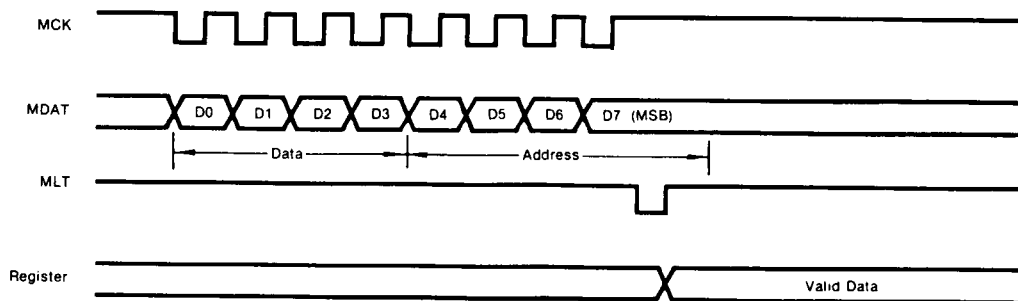 MCK
MDAT
D0 D1 D2 D3 D4 D5 D6 D7 (MSB)
Data Address
MLT
Register
Valid Data